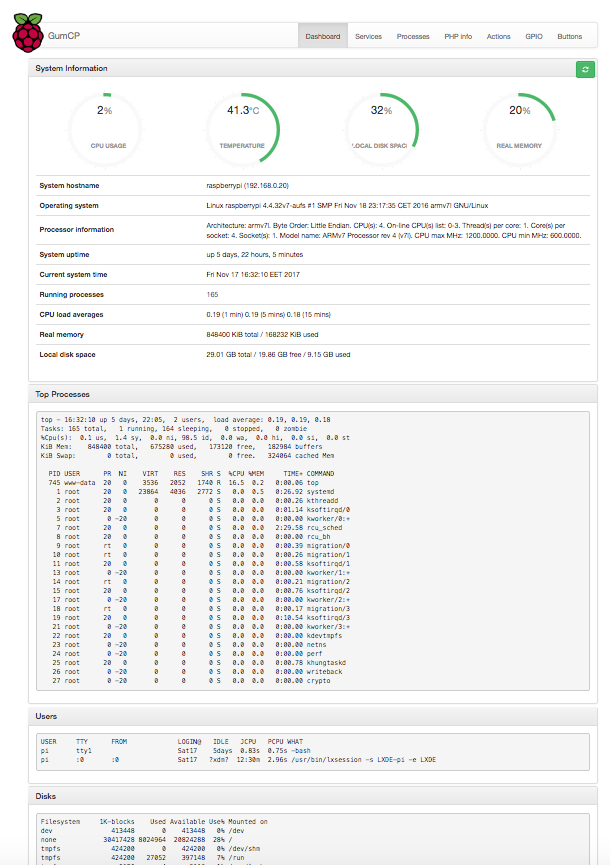 GumCP
Dashboard Services Processes PHP Info Actions GPIO Buttons
System Information
2% 41.3°C 32% 20%
CPU USAGE TEMPERATURE LOCAL DISK SPACI REAL MEMORY
System hostname raspberrypi (192.168.0.20)
Operating system Linux raspberrypi 4.4.32v7-aufs #1 SMP Fri Nov 18 23:17:35 CET 2016 armv7l GNU/Linux
Processor information Architecture: armv7l. Byte Order: Little Endian. CPU(s): 4. On-line CPU(s) list: 0-3. Thread(s) per core: 1. Core(s) per
socket: 4. Socket(s): 1. Model name: ARMv7 Processor rev 4 (v7l). CPU max MHz: 1200.0000. CPU min MHz: 600.0000.
System uptime up 5 days, 22 hours, 5 minutes
Current system time Fri Nov 17 16:32:10 EET 2017
Running processes 165
CPU load averages 0.19 (1 min) 0.19 (5 mins) 0.18 (15 mins)
Real memory 848400 KiB total / 168232 KiB used
Local disk space 29.01 GB total / 19.86 GB free / 9.15 GB used
Top Processes
top - 16:32:10 up 5 days, 22:05, 2 users, load average: 0.19, 0.19, 0.18
Tasks: 165 total, 1 running, 164 sleeping, 0 stopped, 0 zombie
%Cpu(s): 0.1 us, 1.4 sy, 0.0 ni, 98.5 id, 0.0 wa, 0.0 hi, 0.0 si, 0.0 st
KiB Mem: 848400 total, 675280 used, 173120 free, 182984 buffers
KiB Swap: 0 total, 0 used, 0 free. 324064 cached Mem
PID USER PR NI VIRT RES SHR S %CPU %MEM TIME+ COMMAND
745 www-data 20 0 3536 2052 1740 R 16.5 0.2 0:00.06 top
1 root 20 0 23864 4036 2772 S 0.0 0.5 0:26.92 systemd
2 root 20 0 0 0 0 S 0.0 0.0 0:00.26 kthreadd
3 root 20 0 0 0 0 S 0.0 0.0 0:01.14 ksoftirqd/0
5 root 0 -20 0 0 0 S 0.0 0.0 0:00.00 kworker/0:+
7 root 20 0 0 0 0 S 0.0 0.0 2:29.58 rcu_sched
8 root 20 0 0 0 0 S 0.0 0.0 0:00.00 rcu_bh
9 root rt 0 0 0 0 S 0.0 0.0 0:00.39 migration/0
10 root rt 0 0 0 0 S 0.0 0.0 0:00.26 migration/1
11 root 20 0 0 0 0 S 0.0 0.0 0:00.58 ksoftirqd/1
13 root 0 -20 0 0 0 S 0.0 0.0 0:00.00 kworker/1:+
14 root rt 0 0 0 0 S 0.0 0.0 0:00.21 migration/2
15 root 20 0 0 0 0 S 0.0 0.0 0:00.76 ksoftirqd/2
17 root 0 -20 0 0 0 S 0.0 0.0 0:00.00 kworker/2:+
18 root rt 0 0 0 0 S 0.0 0.0 0:00.17 migration/3
19 root 20 0 0 0 0 S 0.0 0.0 0:10.54 ksoftirqd/3
21 root 0 -20 0 0 0 S 0.0 0.0 0:00.00 kworker/3:+
22 root 20 0 0 0 0 S 0.0 0.0 0:00.00 kdevtmpfs
23 root 0 -20 0 0 0 S 0.0 0.0 0:00.00 netns
24 root 0 -20 0 0 0 S 0.0 0.0 0:00.00 perf
25 root 20 0 0 0 0 S 0.0 0.0 0:00.78 khungtaskd
26 root 0 -20 0 0 0 S 0.0 0.0 0:00.00 writeback
27 root 0 -20 0 0 0 S 0.0 0.0 0:00.00 crypto
Users
USER TTY FROM LOGIN@ IDLE JCPU PCPU WHAT
pi tty1 Sat17 5days 0.83s 0.75s -bash
pi :0 :0 Sat17 ?xdm? 12:30m 2.96s /usr/bin/lxsession -s LXDE-pi -e LXDE
Disks
Filesystem 1K-blocks Used Available Use% Mounted on
dev 413448 0 413448 0% /dev
none 30417428 8024964 20824288 28% /
tmpfs 424200 0 424200 0% /dev/shm
tmpfs 424200 27052 397148 7% /run